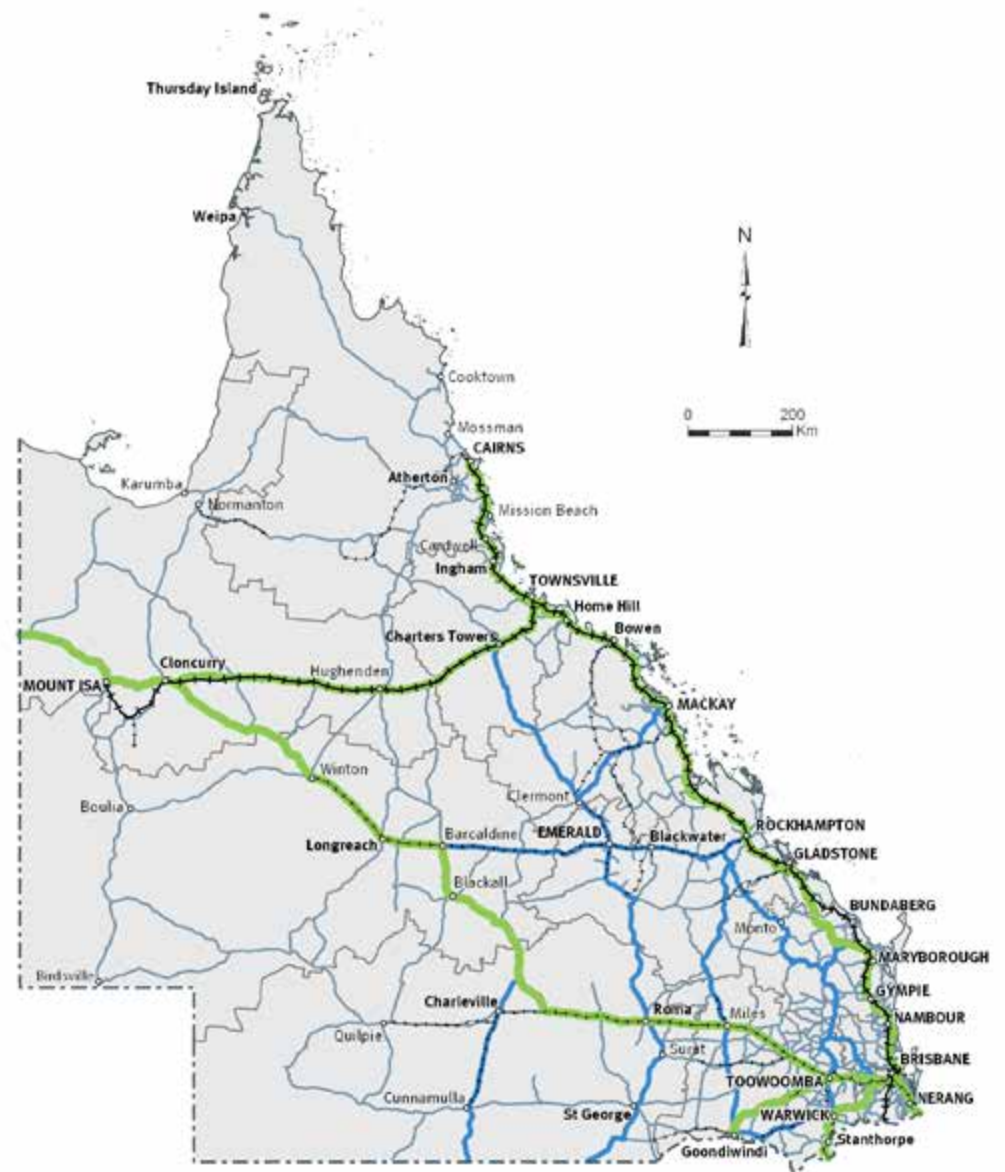 Thursday Island
Weipa
N
Cooktown
0 200
Km
Mossman
CAIRNS
Atherton
Karumba
Normanton
Mission Beach
Cardwell
Ingham
TOWNSVILLE
Home Hill
Bowen
Charters Towers
Cloncurry
Hughenden
MOUNT ISA
MACKAY
Winton
Clermont
Boulia
EMERALD
Blackwater
ROCKHAMPTON
Longreach
Barcaldine
GLADSTONE
Blackall
BUNDABERG
Monto
MARYBOROUGH
Birdsville
GYMPIE
Charleville
Roma
Miles
NAMBOUR
Quilpie
Surat
BRISBANE
TOOWOOMBA
NERANG
Cunnamulla
St George
WARWICK
Stanthorpe
Goondiwindi